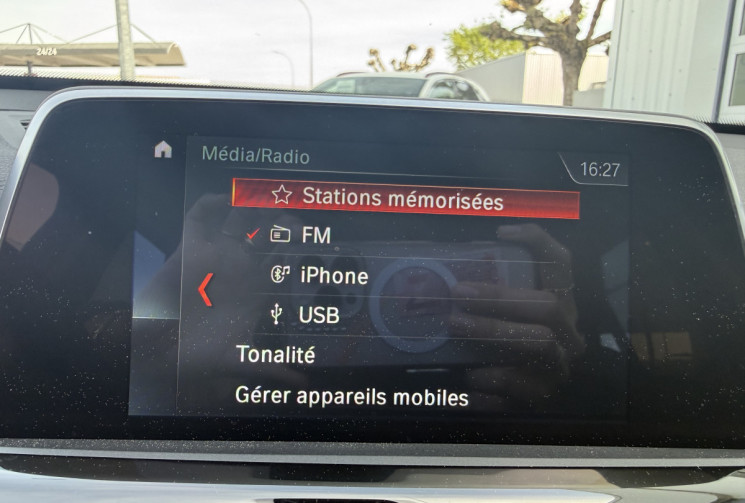 24/24
Média/Radio
16:27
Stations mémorisées
FM
iPhone
USB
Tonalité
Gérer appareils mobiles